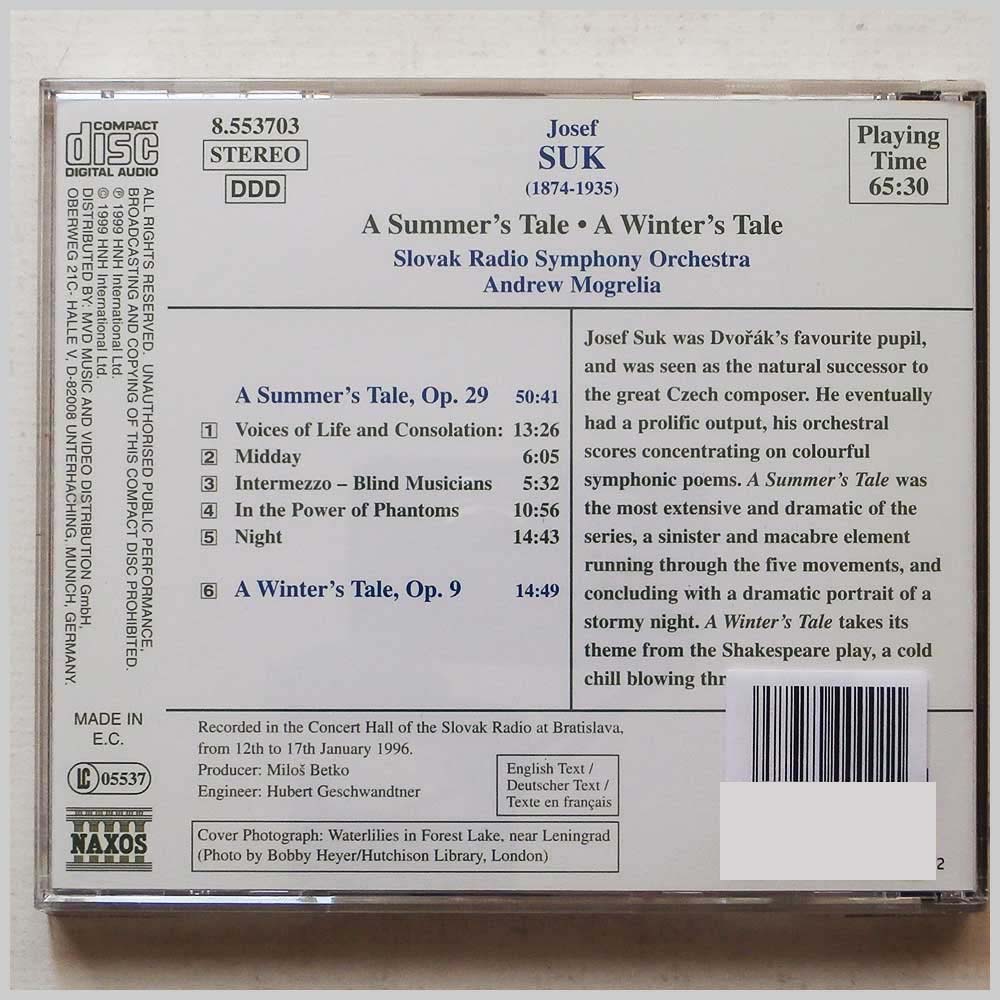 COMPACT
disc
DIGITAL AUDIO
8.553703
STEREO
DDD
Josef
SUK
(1874-1935)
A Summer's Tale • A Winter's Tale
Slovak Radio Symphony Orchestra
Andrew Mogrelia
Playing
Time
65:30
ALL RIGHTS RESERVED. UNAUTHORISED PUBLIC PERFORMANCE,
BROADCASTING AND COPYING OF THIS COMPACT DISC PROHIBITED.
℗ 1999 HNH International Ltd.
© 1999 HNH International Ltd.
DISTRIBUTED BY: MVD MUSIC AND VIDEO DISTRIBUTION GmbH,
OBERWEG 21C- HALLE V, D-82008 UNTERHACHING, MUNICH, GERMANY.
A Summer's Tale, Op. 29 50:41
1 Voices of Life and Consolation: 13:26
2 Midday 6:05
3 Intermezzo – Blind Musicians 5:32
4 In the Power of Phantoms 10:56
5 Night 14:43
6 A Winter's Tale, Op. 9 14:49
Josef Suk was Dvořák's favourite pupil,
and was seen as the natural successor to
the great Czech composer. He eventually
had a prolific output, his orchestral
scores concentrating on colourful
symphonic poems. A Summer's Tale was
the most extensive and dramatic of the
series, a sinister and macabre element
running through the five movements, and
concluding with a dramatic portrait of a
stormy night. A Winter's Tale takes its
theme from the Shakespeare play, a cold
chill blowing
MADE IN
E.C.
LC 05537
NAXOS
Recorded in the Concert Hall of the Slovak Radio at Bratislava,
from 12th to 17th January 1996.
Producer: Miloš Betko
Engineer: Hubert Geschwandtner
English Text /
Deutscher Text /
Texte en français
Cover Photograph: Waterlilies in Forest Lake, near Leningrad
(Photo by Bobby Heyer/Hutchison Library, London)
2